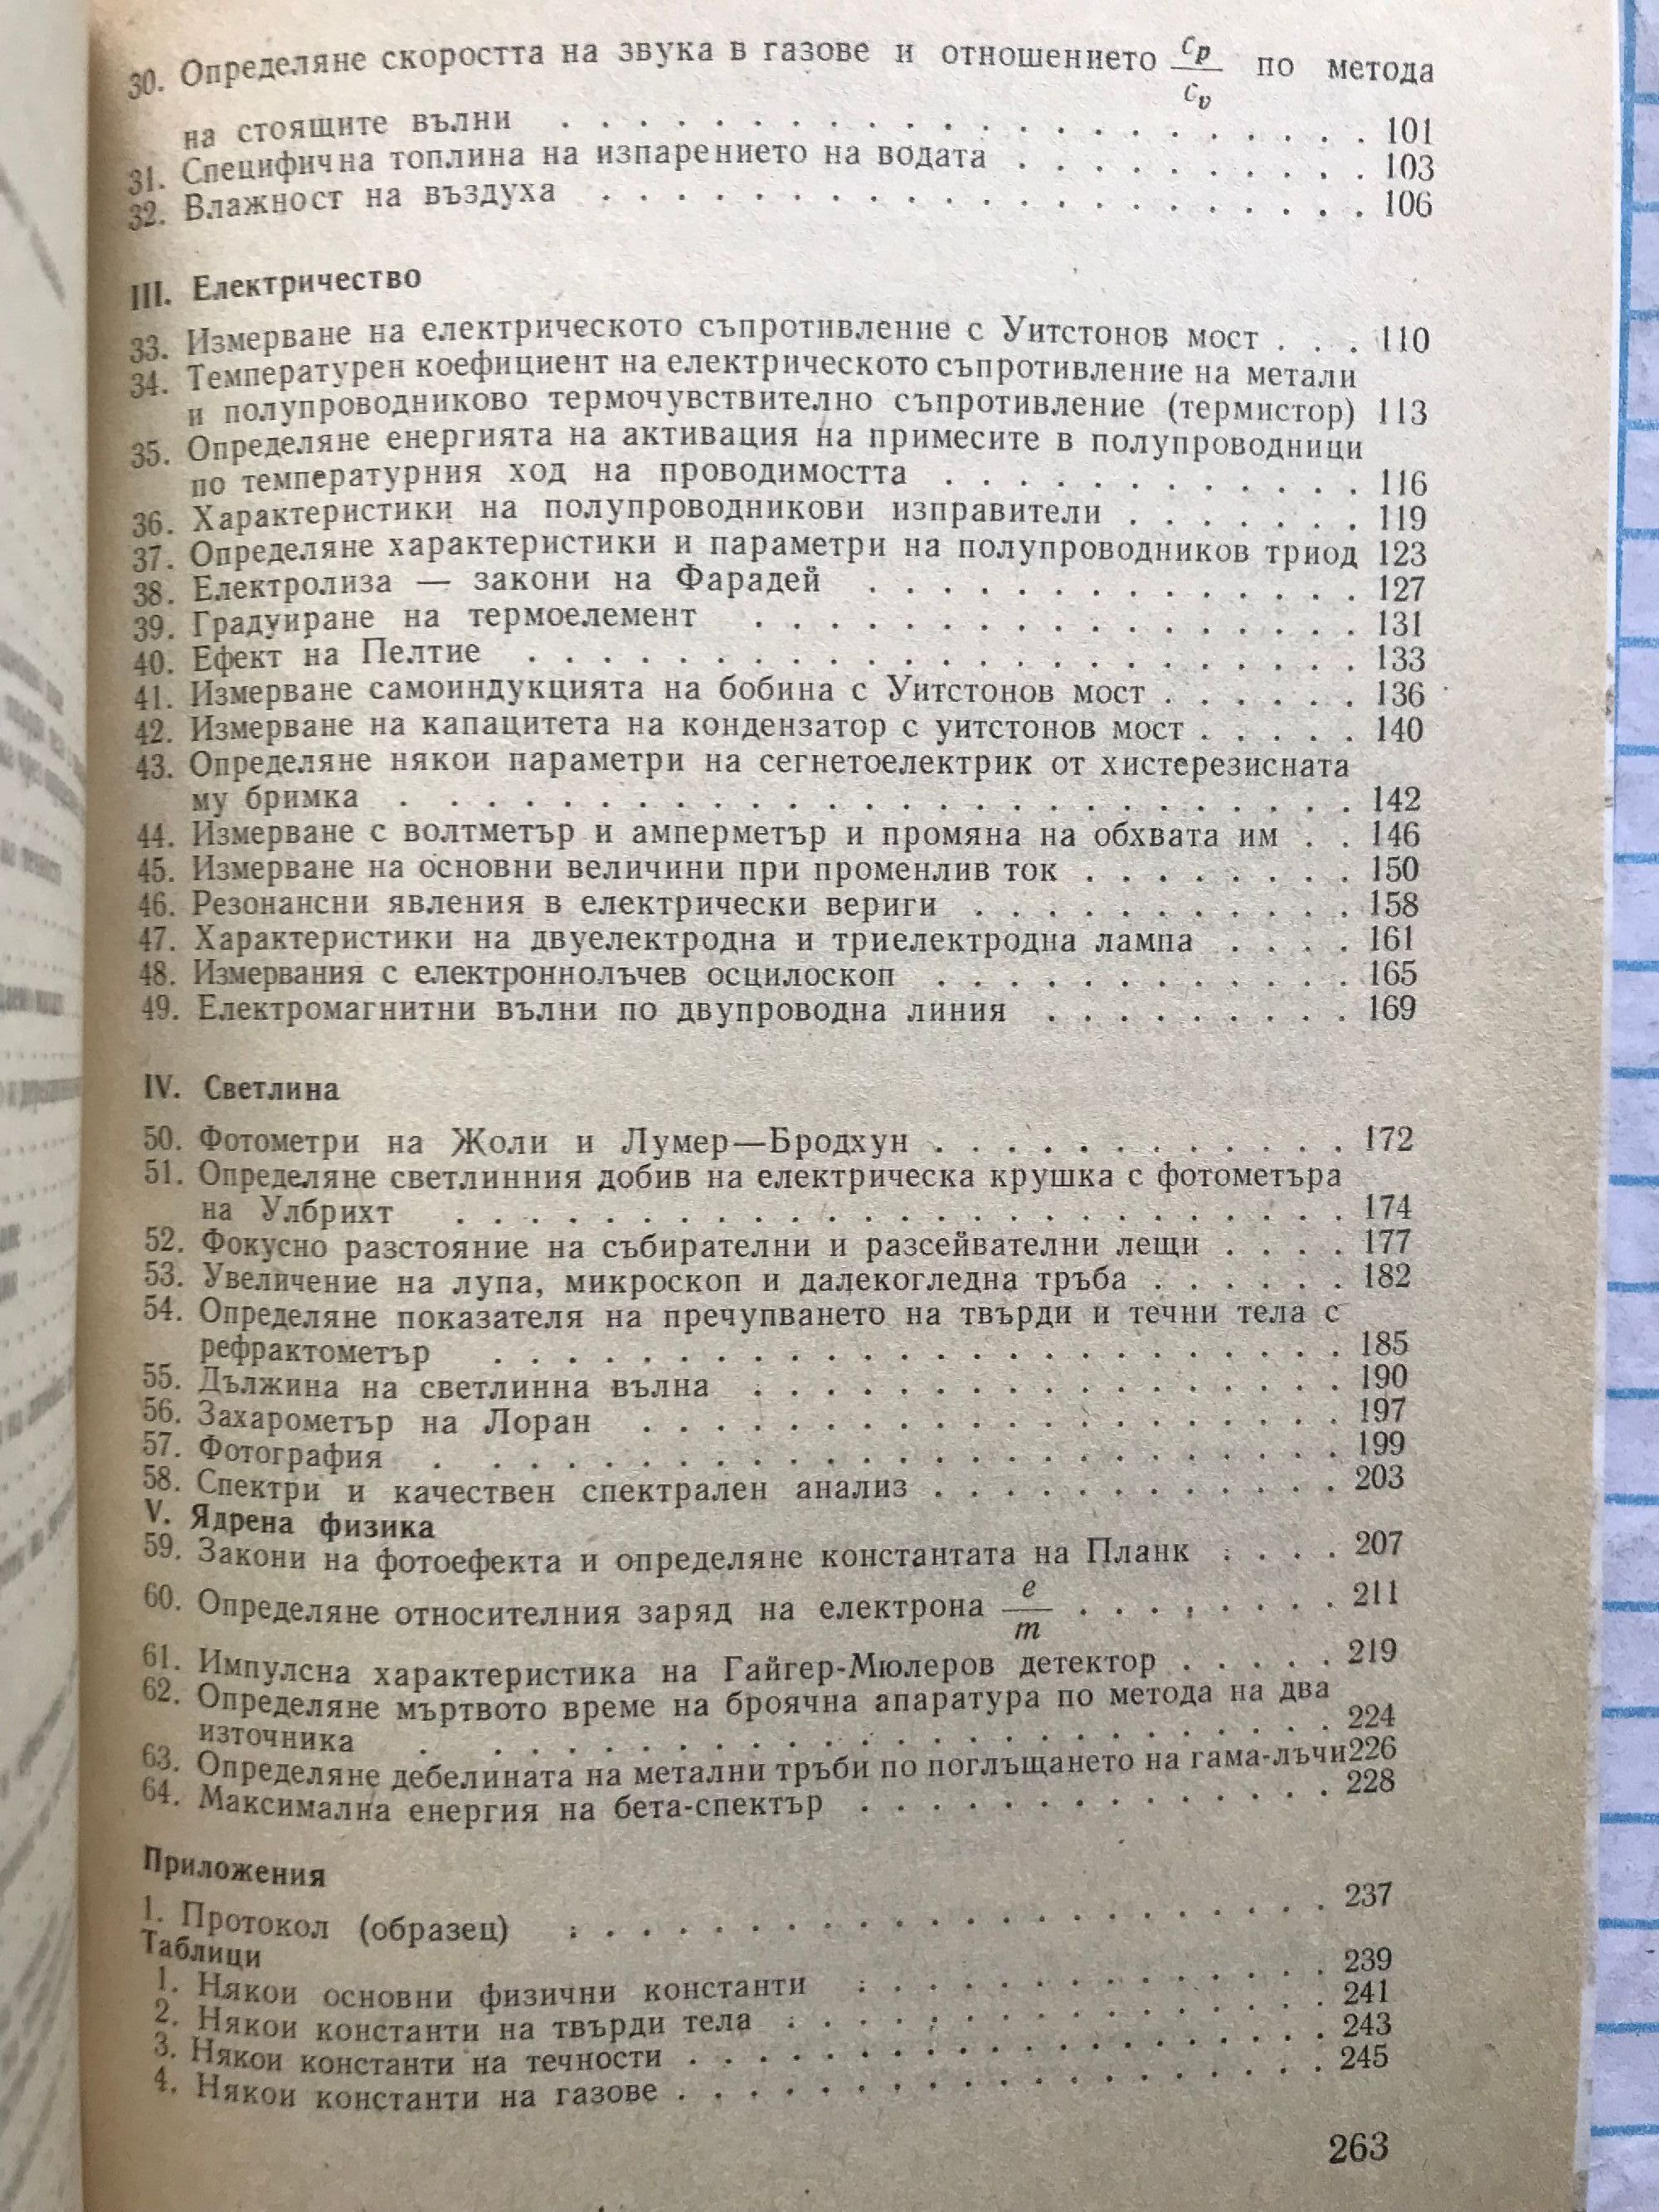 30. Определяне скоростта на звука в газове и отношението cp/cv по метода
на стоящите вълни . . . . . . . . . . . . . . . . . . . . . 101
31. Специфична топлина на изпарението на водата . . . . . . . . . . 103
32. Влажност на въздуха . . . . . . . . . . . . . . . . . . . . 106
III. Електричество
33. Измерване на електрическото съпротивление с Уитстонов мост . . . 110
34. Температурен коефициент на електрическото съпротивление на метали
и полупроводниково термочувствително съпротивление (термистор) 113
35. Определяне енергията на активация на примесите в полупроводници
по температурния ход на проводимостта . . . . . . . . . . . . 116
36. Характеристики на полупроводникови изправители . . . . . . . 119
37. Определяне характеристики и параметри на полупроводников триод 123
38. Електролиза — закони на Фарадей . . . . . . . . . . . . . . 127
39. Градуиране на термоелемент . . . . . . . . . . . . . . . . . 131
40. Ефект на Пелтие . . . . . . . . . . . . . . . . . . . . . . 133
41. Измерване самоиндукцията на бобина с Уитстонов мост . . . . . . 136
42. Измерване на капацитета на кондензатор с уитстонов мост . . . . . 140
43. Определяне някои параметри на сегнетоелектрик от хистерезисната
му бримка . . . . . . . . . . . . . . . . . . . . . . . . 142
44. Измерване с волтметър и амперметър и промяна на обхвата им . . 146
45. Измерване на основни величини при променлив ток . . . . . . . . 150
46. Резонансни явления в електрически вериги . . . . . . . . . . . 158
47. Характеристики на двуелектродна и триелектродна лампа . . . . 161
48. Измервания с електроннолъчев осцилоскоп . . . . . . . . . . . . 165
49. Електромагнитни вълни по двупроводна линия . . . . . . . . . 169
IV. Светлина
50. Фотометри на Жоли и Лумер—Бродхун . . . . . . . . . . . . 172
51. Определяне светлинния добив на електрическа крушка с фотометъра
на Улбрихт . . . . . . . . . . . . . . . . . . . . . . 174
52. Фокусно разстояние на събирателни и разсейвателни лещи . . . . 177
53. Увеличение на лупа, микроскоп и далекогледна тръба . . . . . . 182
54. Определяне показателя на пречупването на твърди и течни тела с
рефрактометър . . . . . . . . . . . . . . . . . . . . . 185
55. Дължина на светлинна вълна . . . . . . . . . . . . . . . . 190
56. Захарометър на Лоран . . . . . . . . . . . . . . . . . . . 197
57. Фотография . . . . . . . . . . . . . . . . . . . . . . . 199
58. Спектри и качествен спектрален анализ . . . . . . . . . . . . 203
V. Ядрена физика
59. Закони на фотоефекта и определяне константата на Планк . . . . 207
60. Определяне относителния заряд на електрона e/m . . . . . . . . 211
61. Импулсна характеристика на Гайгер-Мюлеров детектор . . . . . 219
62. Определяне мъртвото време на броячна апаратура по метода на два
източника . . . . . . . . . . . . . . . . . . . . . . . 224
63. Определяне дебелината на метални тръби по поглъщането на гама-лъчи226
64. Максимална енергия на бета-спектър . . . . . . . . . . . . . . 228
Приложения
1. Протокол (образец) . . . . . . . . . . . . . . . . . . . . . 237
Таблици
1. Някои основни физични константи . . . . . . . . . . . . . . 239
2. Някои константи на твърди тела . . . . . . . . . . . . . . . 241
3. Някои константи на течности . . . . . . . . . . . . . . . . . 243
4. Някои константи на газове . . . . . . . . . . . . . . . . . . 245
263